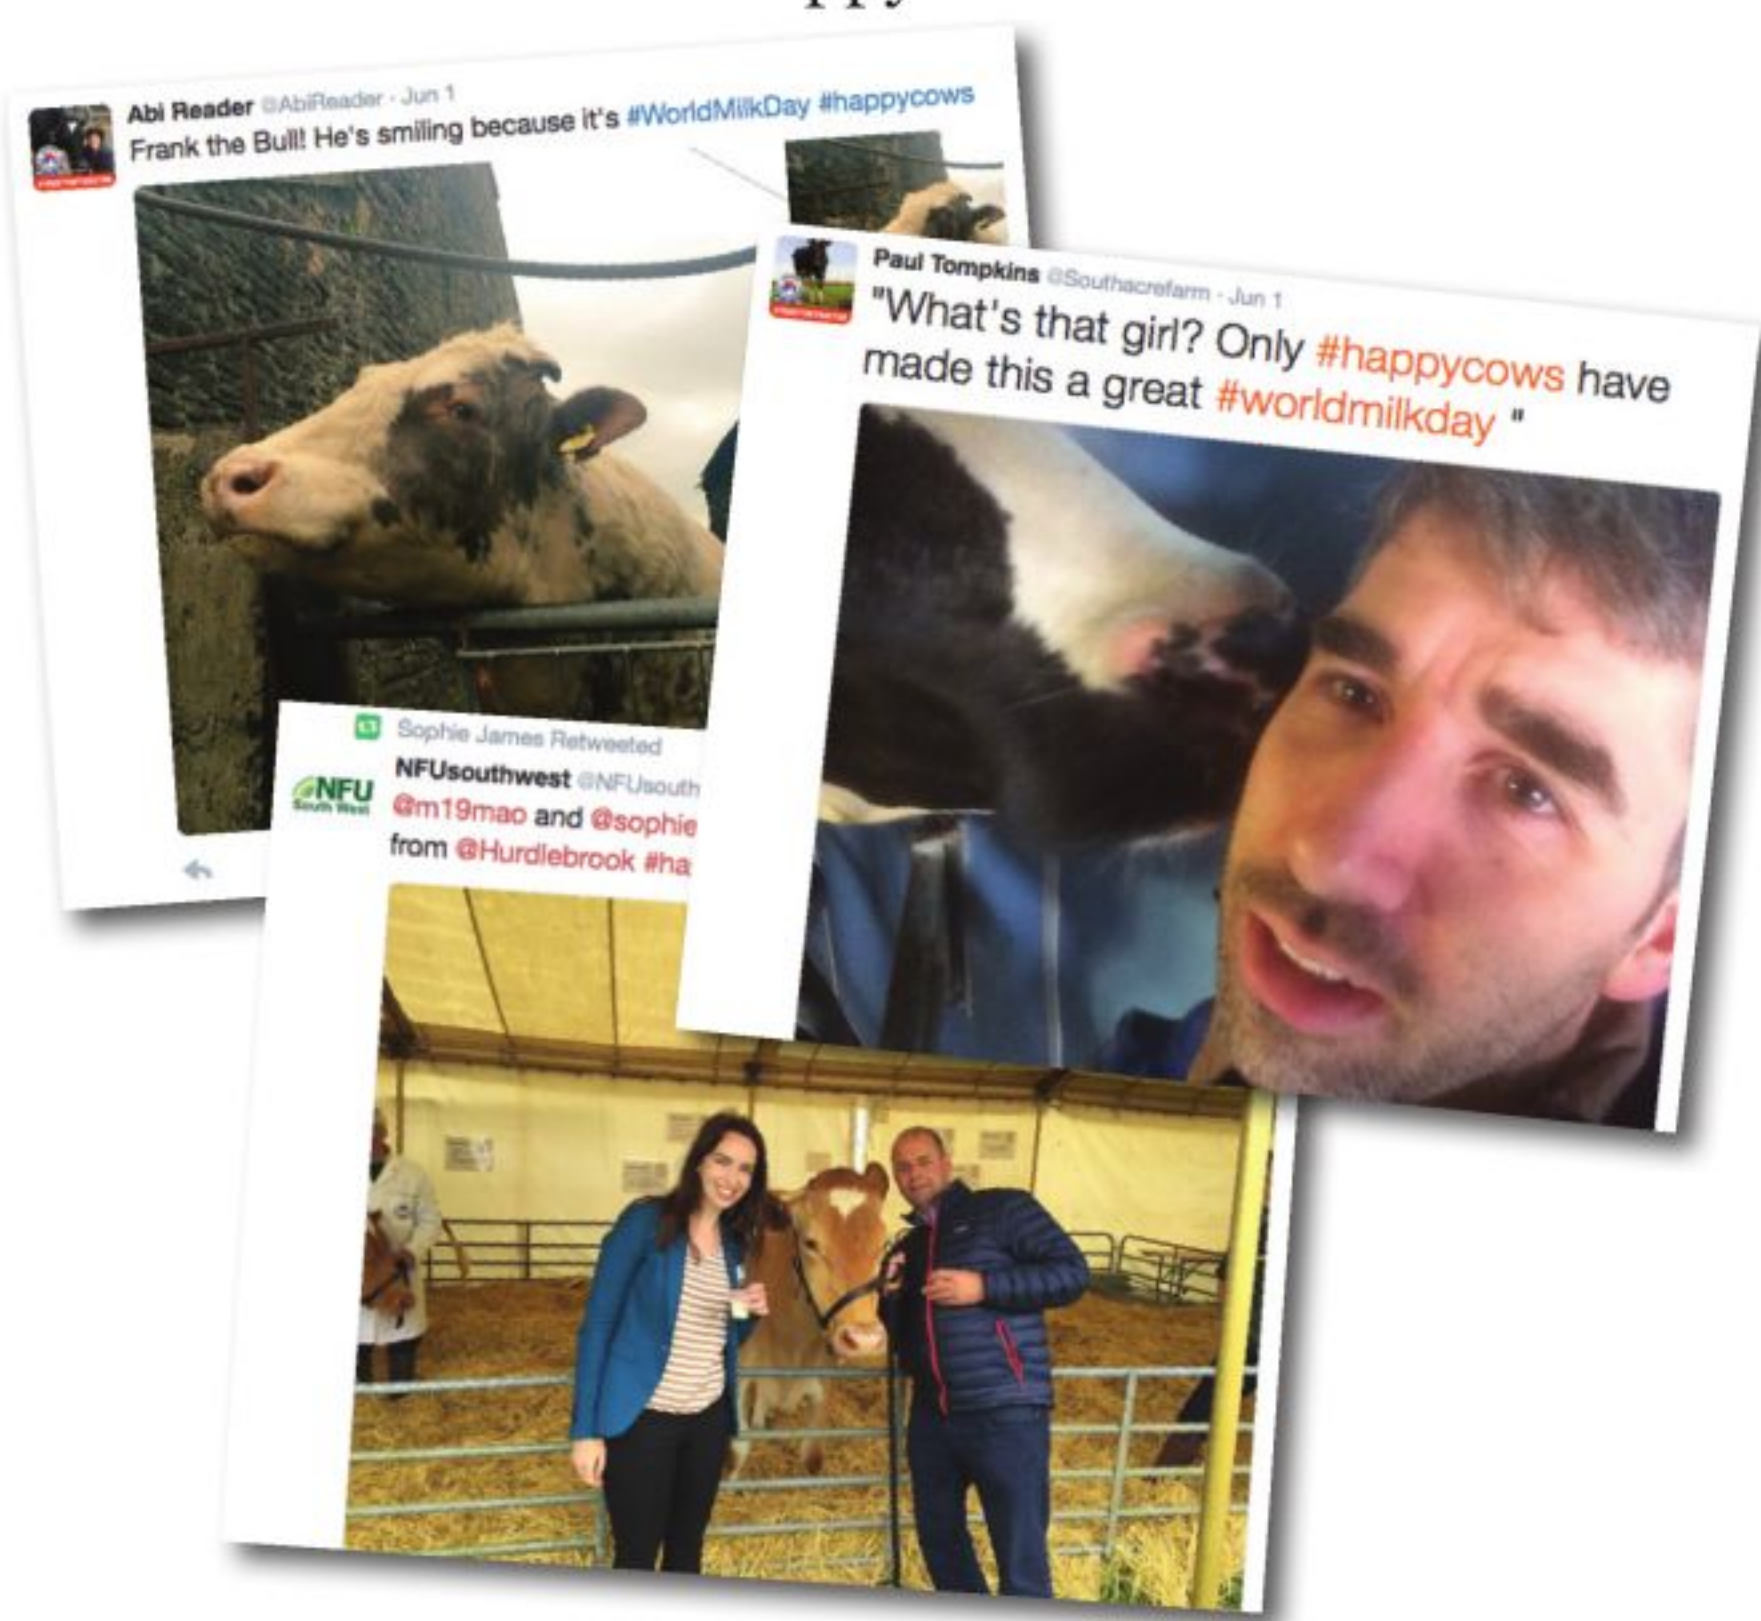 ppy
Abi Reader @AbiReader · Jun 1
Frank the Bull! He's smiling because it's #WorldMilkDay #happycows
Paul Tompkins @Southacrefarm · Jun 1
"What's that girl? Only #happycows have
made this a great #worldmilkday "
Sophie James Retweeted
NFU
South West
NFUsouthwest @NFUsouth
@m19mao and @sophie
from @Hurdlebrook #ha